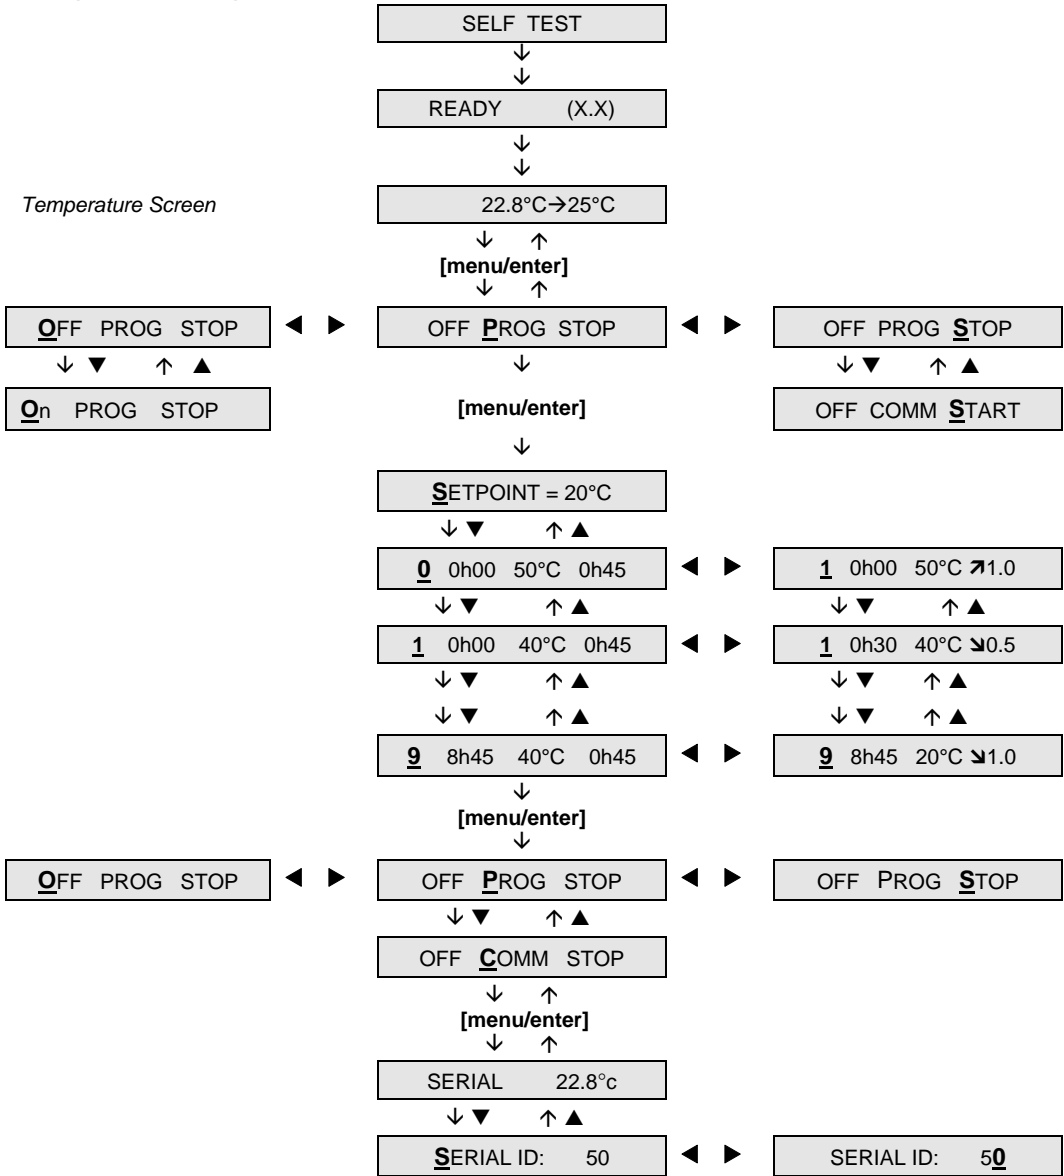 SELF TEST
↓
↓
READY (X.X)
↓
↓
Temperature Screen 22.8°C→25°C
↓ ↑
[menu/enter]
↓ ↑
OFF PROG STOP ◄ ► OFF PROG STOP ◄ ► OFF PROG STOP
↓ ▼ ↑ ▲ ↓ ↓ ▼ ↑ ▲
On PROG STOP [menu/enter] OFF COMM START
↓
SETPOINT = 20°C
↓ ▼ ↑ ▲
0 0h00 50°C 0h45 ◄ ► 1 0h00 50°C ↗1.0
↓ ▼ ↑ ▲ ↓ ▼ ↑ ▲
1 0h00 40°C 0h45 ◄ ► 1 0h30 40°C ↘0.5
↓ ▼ ↑ ▲ ↓ ▼ ↑ ▲
↓ ▼ ↑ ▲ ↓ ▼ ↑ ▲
9 8h45 40°C 0h45 ◄ ► 9 8h45 20°C ↘1.0
↓
[menu/enter]
↓
OFF PROG STOP ◄ ► OFF PROG STOP ◄ ► OFF PROG STOP
↓ ▼ ↑ ▲
OFF COMM STOP
↓ ↑
[menu/enter]
↓ ↑
SERIAL 22.8°c
↓ ▼ ↑ ▲
SERIAL ID: 50 ◄ ► SERIAL ID: 50